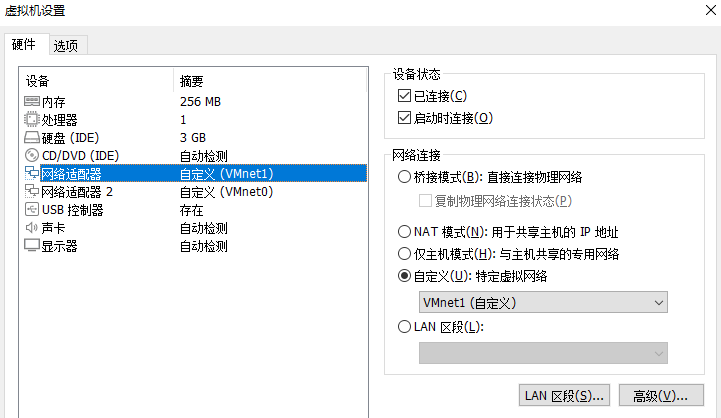 虚拟机设置
硬件 选项
设备 摘要
内存 256 MB
处理器 1
硬盘 (IDE) 3 GB
CD/DVD (IDE) 自动检测
网络适配器 自定义 (VMnet1)
网络适配器 2 自定义 (VMnet0)
USB 控制器 存在
声卡 自动检测
显示器 自动检测
设备状态
已连接(C)
启动时连接(O)
网络连接
桥接模式(B): 直接连接物理网络
复制物理网络连接状态(P)
NAT 模式(N): 用于共享主机的 IP 地址
仅主机模式(H): 与主机共享的专用网络
自定义(U): 特定虚拟网络
VMnet1 (自定义)
LAN 区段(L):
LAN 区段(S)... 高级(V)...